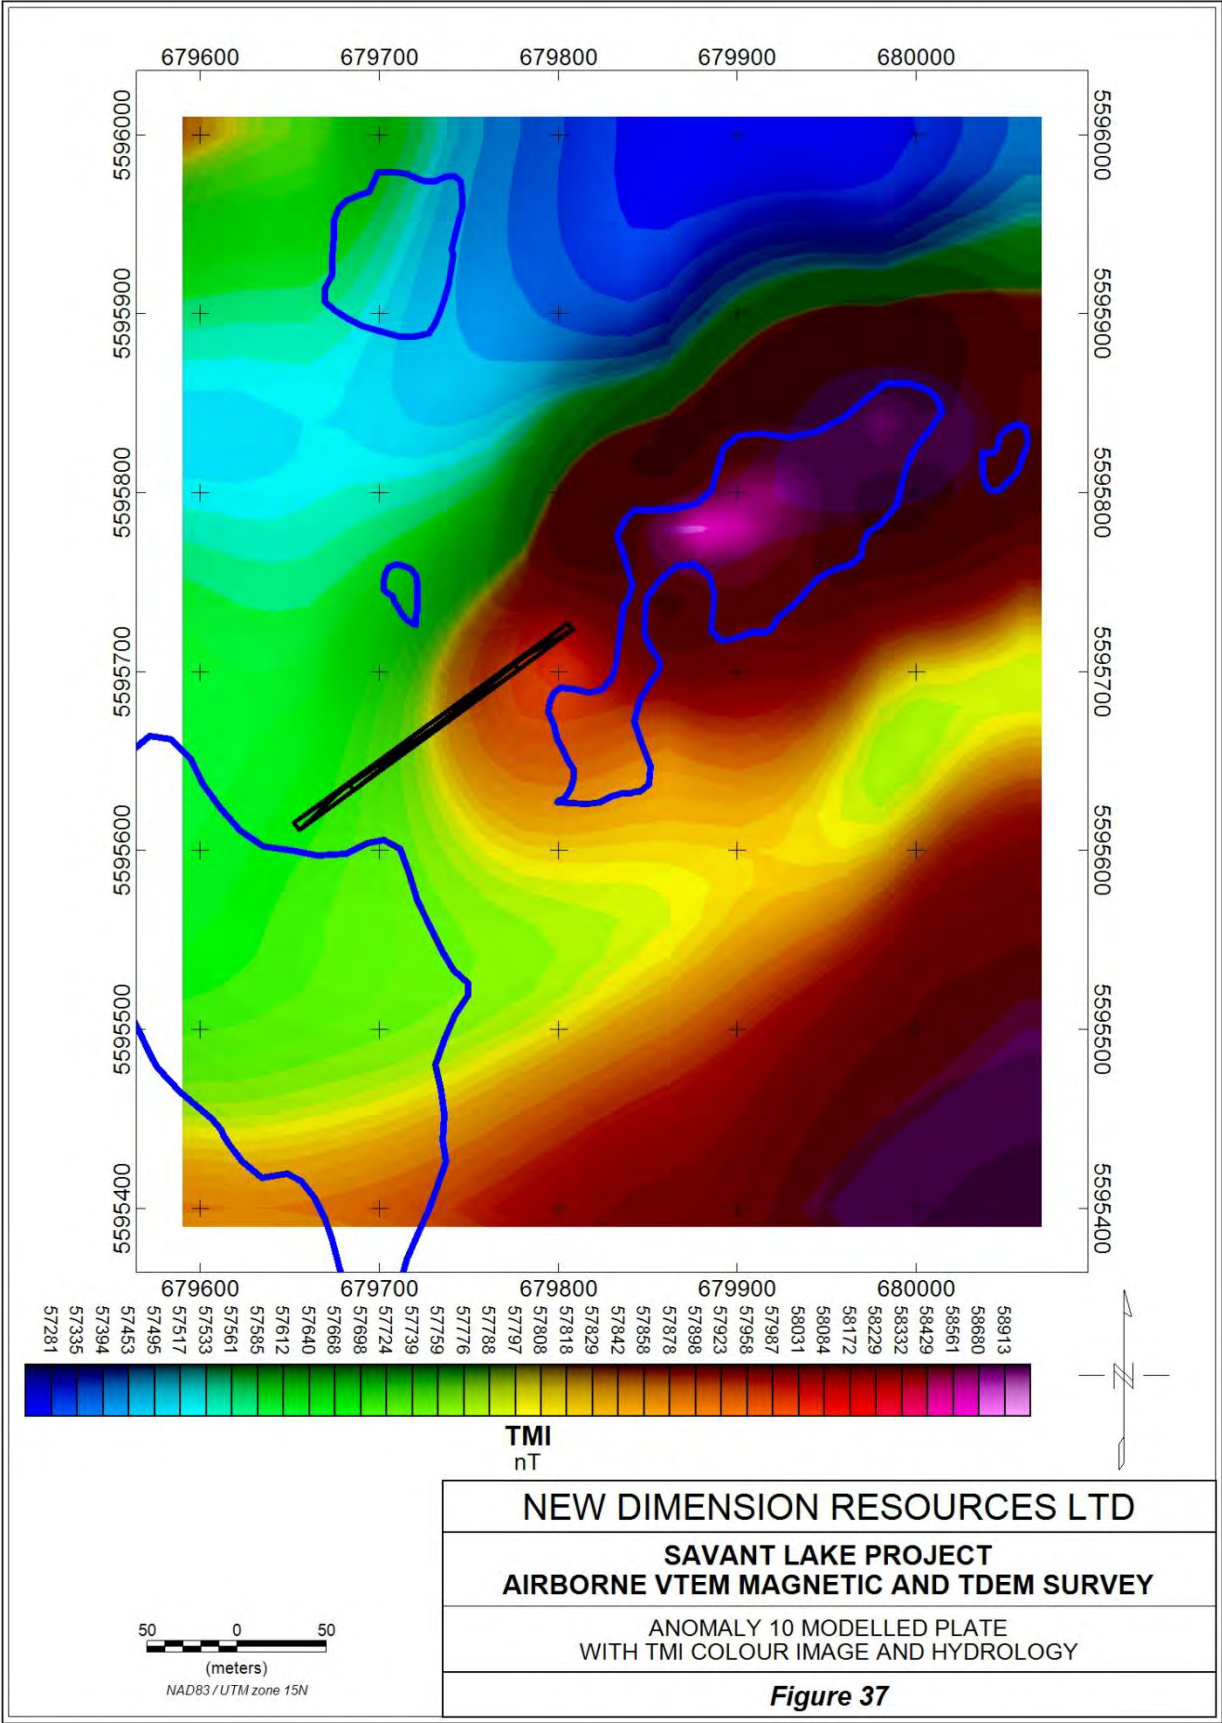 679600 679700 679800 679900 680000
5596000 5596000
5595900 5595900
5595800 5595800
5595700 5595700
5595600 5595600
5595500 5595500
5595400 5595400
679600 679700 679800 679900 680000
57281 57335 57394 57453 57495 57517 57533 57561 57585 57612 57640 57668 57698 57724 57739 57759 57776 57788 57797 57808 57818 57829 57842 57858 57878 57898 57923 57958 57987 58031 58084 58172 58229 58332 58429 58561 58680 58913
TMI
nT
N
NEW DIMENSION RESOURCES LTD
SAVANT LAKE PROJECT
AIRBORNE VTEM MAGNETIC AND TDEM SURVEY
ANOMALY 10 MODELLED PLATE
WITH TMI COLOUR IMAGE AND HYDROLOGY
Figure 37
50 0 50
(meters)
NAD83 / UTM zone 15N